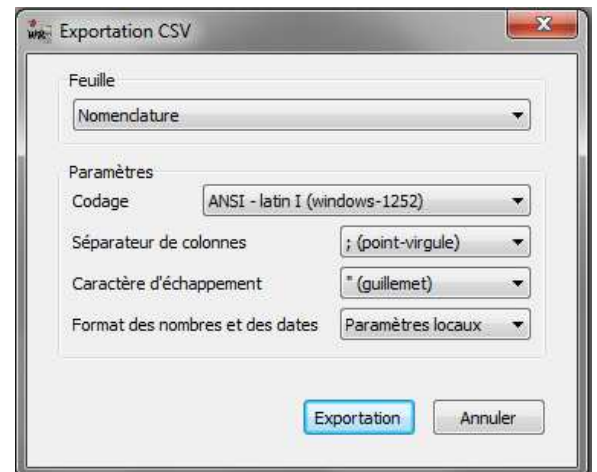 WR
Exportation CSV
Feuille
Nomenclature
Paramètres
Codage ANSI - latin I (windows-1252)
Séparateur de colonnes ; (point-virgule)
Caractère d'échappement " (guillemet)
Format des nombres et des dates Paramètres locaux
Exportation Annuler